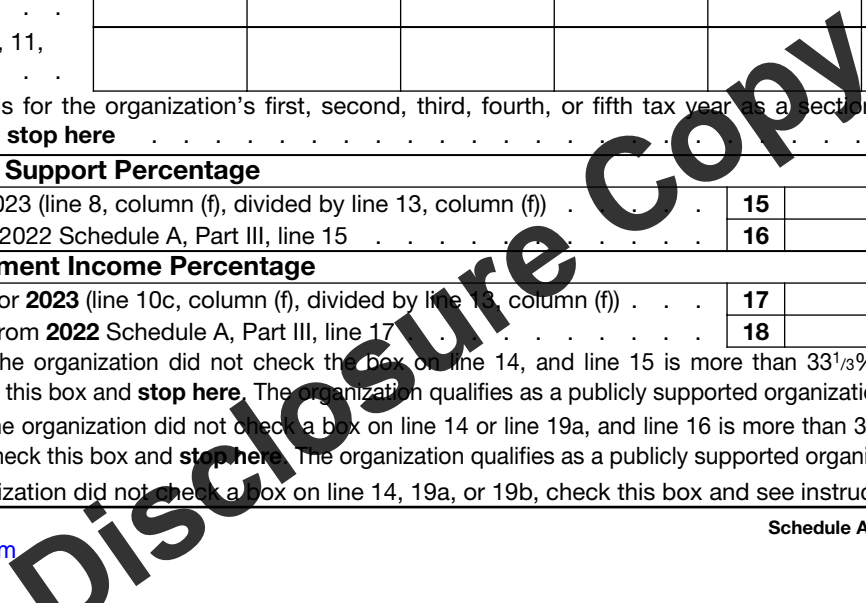 . .
, 11,
. .
s for the organization's first, second, third, fourth, or fifth tax year as a section
stop here . . . . . . . . . . . . . . . . . . . . . .
Support Percentage
023 (line 8, column (f), divided by line 13, column (f)) . . . . . 15
2022 Schedule A, Part III, line 15 . . . . . . . . . . . . 16
ment Income Percentage
or 2023 (line 10c, column (f), divided by line 13, column (f)) . . . 17
rom 2022 Schedule A, Part III, line 17 . . . . . . . . . . 18
he organization did not check the box on line 14, and line 15 is more than 33 1/3%
this box and stop here. The organization qualifies as a publicly supported organizatio
e organization did not check a box on line 14 or line 19a, and line 16 is more than 3
heck this box and stop here. The organization qualifies as a publicly supported organi
ization did not check a box on line 14, 19a, or 19b, check this box and see instruc
Schedule A
m
Disclosure Copy